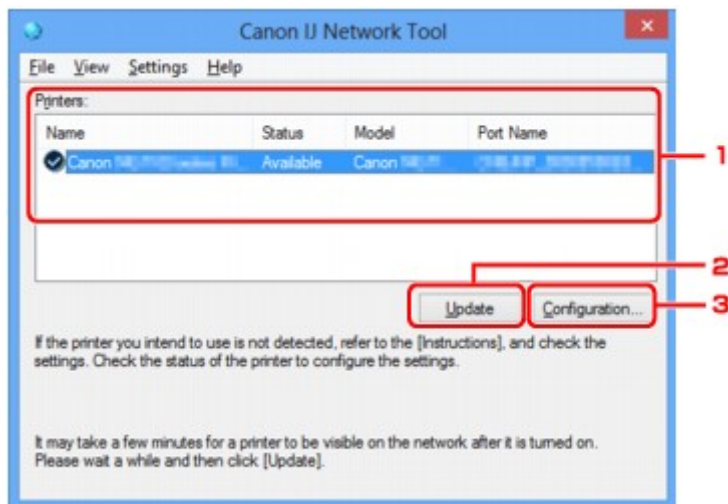 Canon IJ Network Tool
File View Settings Help
Printers:
Name Status Model Port Name
Canon Available Canon
1
2
Update Configuration...
3
If the printer you intend to use is not detected, refer to the [Instructions], and check the
settings. Check the status of the printer to configure the settings.
It may take a few minutes for a printer to be visible on the network after it is turned on.
Please wait a while and then click [Update].